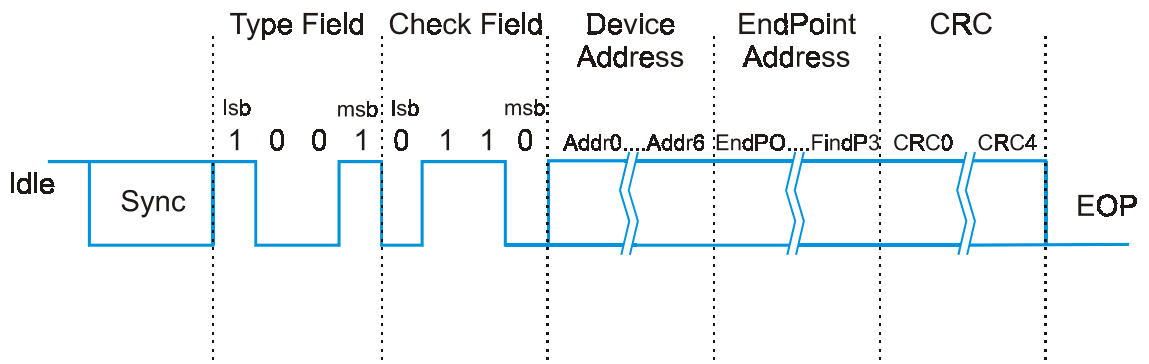 Type Field Check Field Device Address EndPoint Address CRC
lsb msb lsb msb
1 0 0 1 0 1 1 0 Addr0....Addr6 EndPO....FindP3 CRC0 CRC4
Idle Sync EOP